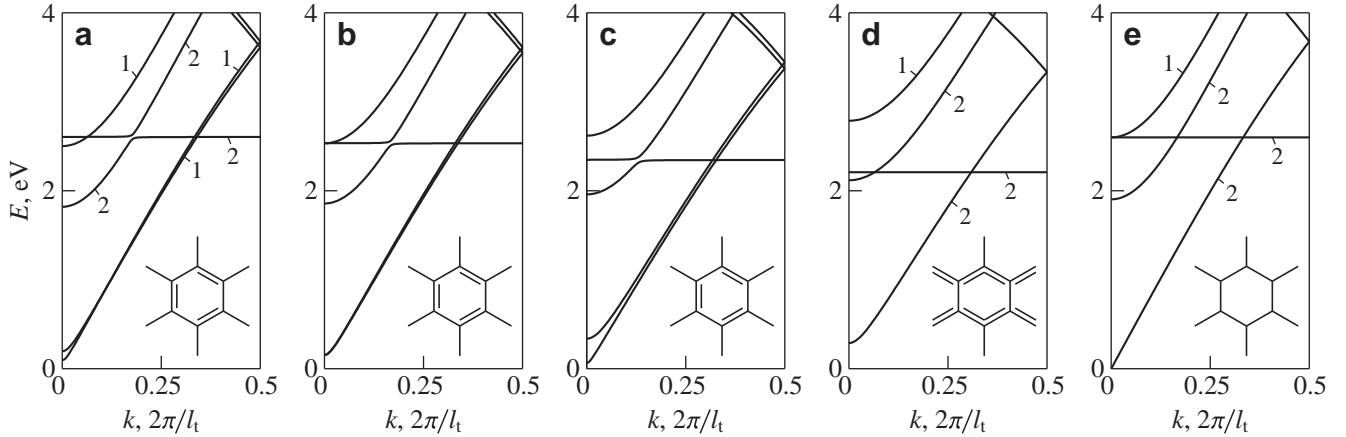 a b c d e
4 4 4 4 4
1 2 1 1 2 1 2
2 2 2 2 2
2 1 2 2 2 2 2
E, eV
0 0 0 0 0
0 0.25 0.5 0 0.25 0.5 0 0.25 0.5 0 0.25 0.5 0 0.25 0.5
k, 2π/lt k, 2π/lt k, 2π/lt k, 2π/lt k, 2π/lt